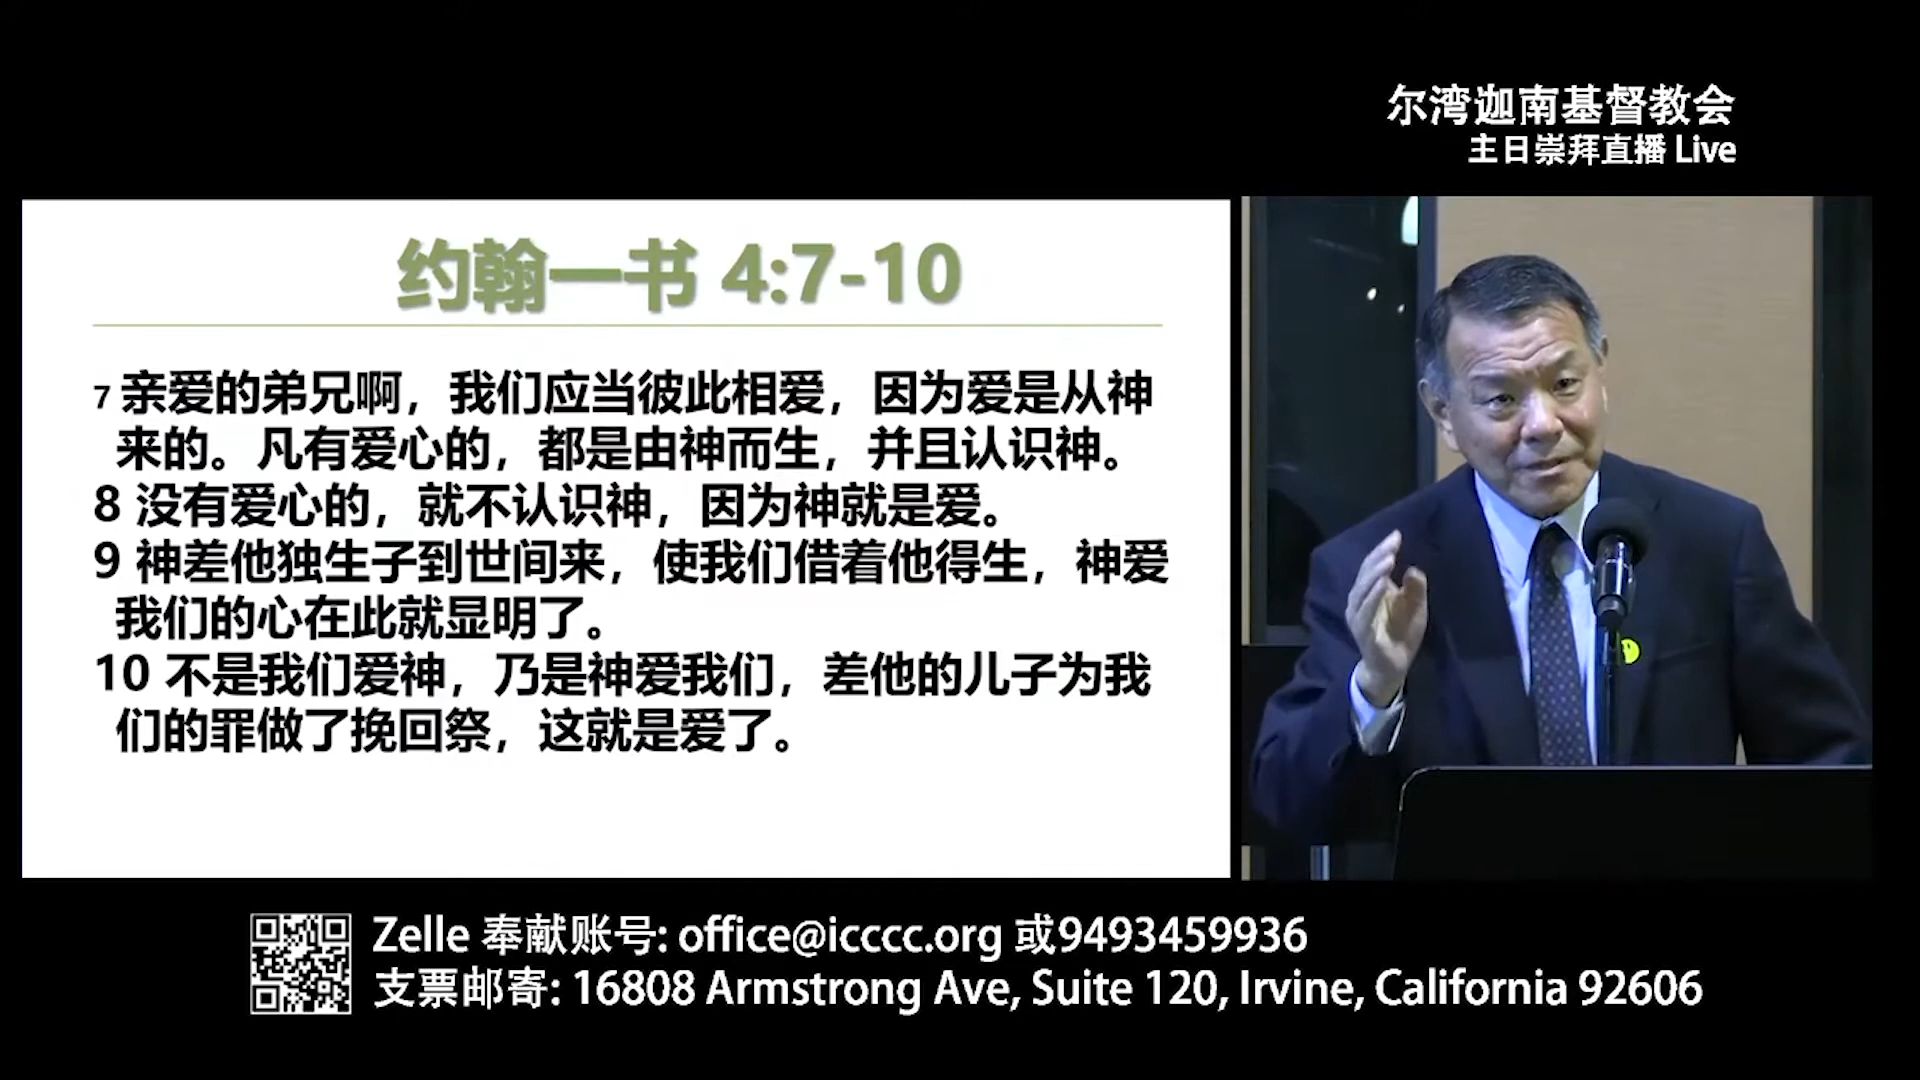 尔湾迦南基督教会
主日崇拜直播 Live
约翰一书 4:7-10
7 亲爱的弟兄啊，我们应当彼此相爱，因为爱是从神
来的。凡有爱心的，都是由神而生，并且认识神。
8 没有爱心的，就不认识神，因为神就是爱。
9 神差他独生子到世间来，使我们借着他得生，神爱
我们的心在此就显明了。
10 不是我们爱神，乃是神爱我们，差他的儿子为我
们的罪做了挽回祭，这就是爱了。
Zelle 奉献账号: office@icccc.org 或9493459936
支票邮寄: 16808 Armstrong Ave, Suite 120, Irvine, California 92606